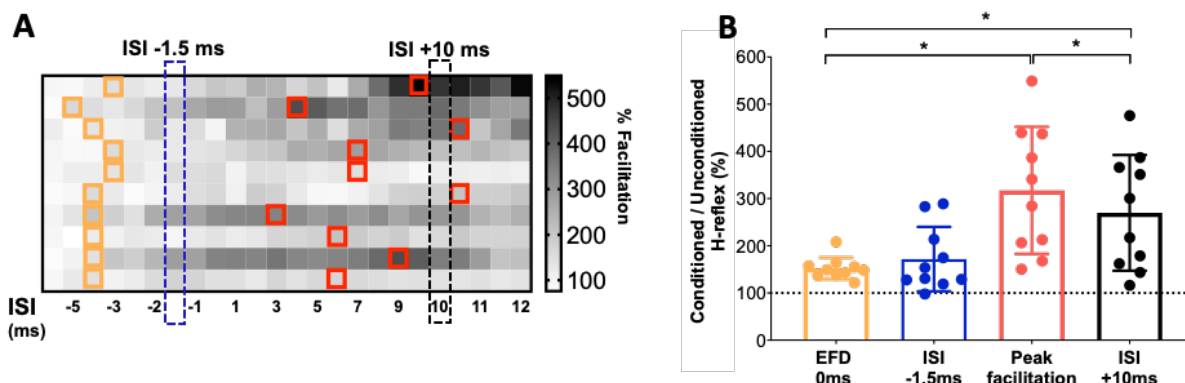 A
ISI -1.5 ms
ISI +10 ms
500
400
300
200
100
% Facilitation
ISI
(ms)
-5 -3 -2 -1 1 3 5 7 9 10 11 12
B
Conditioned / Unconditioned
H-reflex (%)
* 
* *
600
500
400
300
200
100
0
EFD
0ms
ISI
-1.5ms
Peak
facilitation
ISI
+10ms